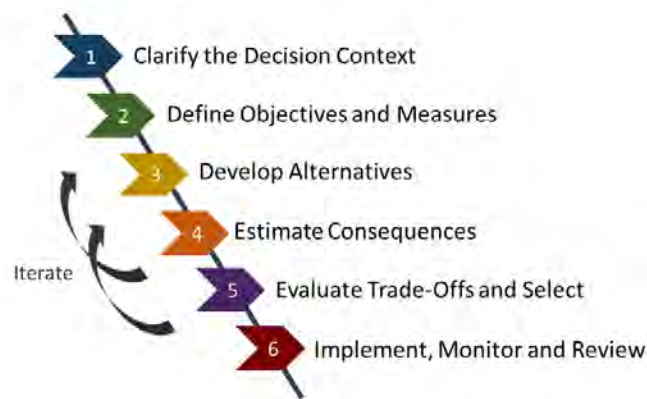 1 Clarify the Decision Context
2 Define Objectives and Measures
3 Develop Alternatives
4 Estimate Consequences
Iterate
5 Evaluate Trade-Offs and Select
6 Implement, Monitor and Review